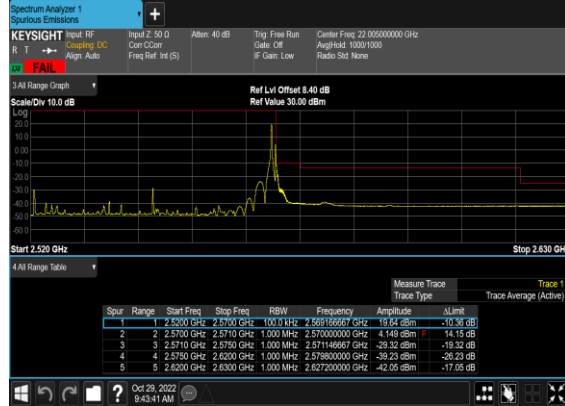 Spectrum Analyzer 1
Spurious Emissions
+
KEYSIGHT Input: RF Input Z: 50 Ω Atten: 40 dB Trig: Free Run Center Freq: 22.005000000 GHz
R T Coupling: DC Corr CCorr Gate: Off Avg|Hold: 1000/1000
Align: Auto Freq Ref: Int (S) IF Gain: Low Radio Std: None
LV FAIL
3 All Range Graph
Ref Lvl Offset 8.40 dB
Scale/Div 10.0 dB Ref Value 30.00 dBm
Log
20.0
10.0
0.00
-10.0
-20.0
-30.0
-40.0
-50.0
-60.0
Start 2.520 GHz Stop 2.630 GH
4 All Range Table
Measure Trace Trace 1
Trace Type Trace Average (Active)
Spur Range Start Freq Stop Freq RBW Frequency Amplitude ΔLimit
1 1 2.5200 GHz 2.5700 GHz 100.0 kHz 2.569166667 GHz 19.64 dBm -10.36 dB
2 2 2.5700 GHz 2.5710 GHz 1.000 MHz 2.570000000 GHz 4.149 dBm F 14.15 dB
3 3 2.5710 GHz 2.5750 GHz 1.000 MHz 2.571146667 GHz -29.32 dBm -19.32 dB
4 4 2.5750 GHz 2.6200 GHz 1.000 MHz 2.579800000 GHz -39.23 dBm -26.23 dB
5 5 2.6200 GHz 2.6300 GHz 1.000 MHz 2.627200000 GHz -42.05 dBm -17.05 dB
? Oct 29, 2022
9:43:41 AM